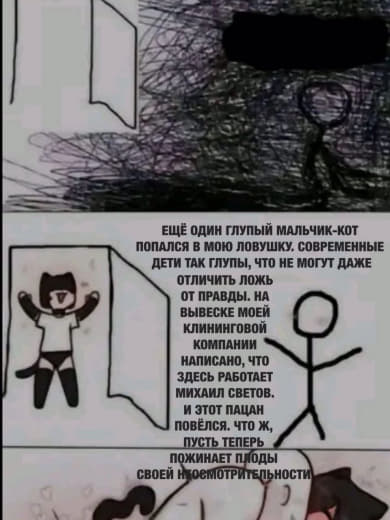 ЕЩЁ ОДИН ГЛУПЫЙ МАЛЬЧИК-КОТ
ПОПАЛСЯ В МОЮ ЛОВУШКУ. СОВРЕМЕННЫЕ
ДЕТИ ТАК ГЛУПЫ, ЧТО НЕ МОГУТ ДАЖЕ
ОТЛИЧИТЬ ЛОЖЬ
ОТ ПРАВДЫ. НА
ВЫВЕСКЕ МОЕЙ
КЛИНИНГОВОЙ
КОМПАНИИ
НАПИСАНО, ЧТО
ЗДЕСЬ РАБОТАЕТ
МИХАИЛ СВЕТОВ.
И ЭТОТ ПАЦАН
ПОВЁЛСЯ. ЧТО Ж,
ПУСТЬ ТЕПЕРЬ
ПОЖИНАЕТ ПЛОДЫ
СВОЕЙ НЕОСМОТРИТЕЛЬНОСТИ